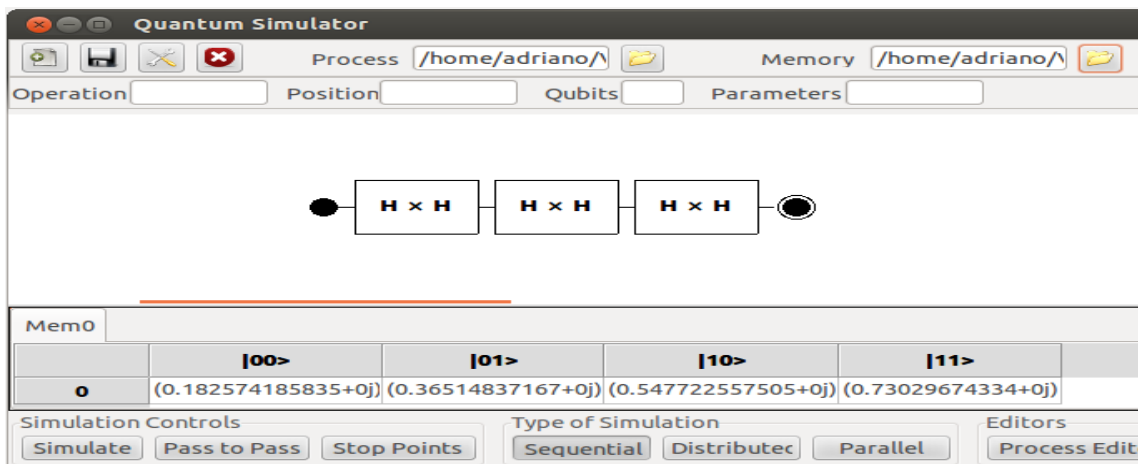 Quantum Simulator
Process /home/adriano/ Memory /home/adriano/
Operation Position Qubits Parameters
H × H H × H H × H
Mem0
|00> |01> |10> |11>
0 (0.182574185835+0j) (0.36514837167+0j) (0.547722557505+0j) (0.73029674334+0j)
Simulation Controls Type of Simulation Editors
Simulate Pass to Pass Stop Points Sequential Distributec Parallel Process Edit